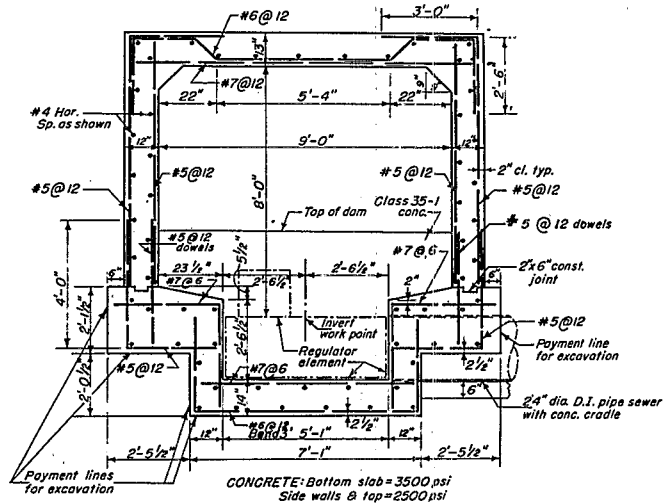 3'-0"
#6@12
13"
#7@12
2'-6"
22"
5'-4"
22"
9"
#4 Hor.
Sp. as shown
12"
9'-0"
12"
#5@12
#5@12
2" cl. typ.
#5@12
#5@12
8'-0"
Class 35-1
conc.
Top of dam
# 5 @ 12 dowels
#5@12
dowels
#7@6
4'-0"
6"
23 1/2"
5 1/2"
2'-6 1/2"
2'-6 1/2"
2"
6"
2"x6" const.
joint
#7@6
2'-1 1/2"
2'-6 1/2"
Invert
work point
Regulator
element
#5@12
Payment line
for excavation
#5@12
#7@6
2 1/2"
2'-0 1/2"
14"
6"
24" dia. D.I. pipe sewer
with conc. cradle
#6@12
Bend 3
2 1/2"
12"
5'-1"
12"
2'-5 1/2"
7'-1"
2'-5 1/2"
Payment lines
for excavation
CONCRETE: Bottom slab = 3500 psi
Side walls & top = 2500 psi